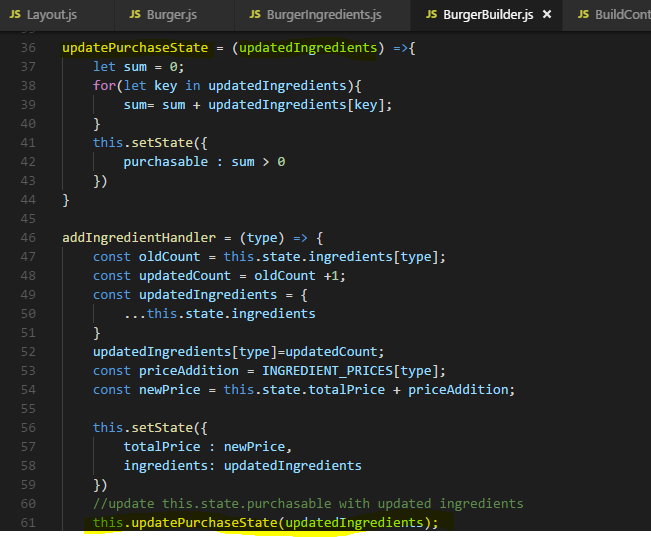 JS Layout.js JS Burger.js JS BurgerIngredients.js JS BurgerBuilder.js × JS BuildCont
36 updatePurchaseState = (updatedIngredients) =>{
37 let sum = 0;
38 for(let key in updatedIngredients){
39 sum= sum + updatedIngredients[key];
40 }
41 this.setState({
42 purchasable : sum > 0
43 })
44 }
45
46 addIngredientHandler = (type) => {
47 const oldCount = this.state.ingredients[type];
48 const updatedCount = oldCount +1;
49 const updatedIngredients = {
50 ...this.state.ingredients
51 }
52 updatedIngredients[type]=updatedCount;
53 const priceAddition = INGREDIENT_PRICES[type];
54 const newPrice = this.state.totalPrice + priceAddition;
55
56 this.setState({
57 totalPrice : newPrice,
58 ingredients: updatedIngredients
59 })
60 //update this.state.purchasable with updated ingredients
61 this.updatePurchaseState(updatedIngredients);